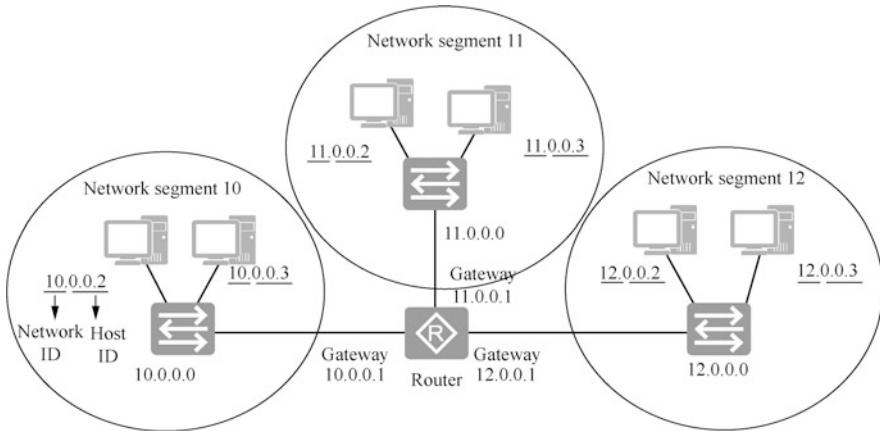 Network segment 11
11.0.0.2
11.0.0.3
11.0.0.0
Gateway
11.0.0.1
Network segment 10
10.0.0.2
10.0.0.3
Network
ID
Host
ID
10.0.0.0
Gateway
10.0.0.1
R
Router
Gateway
12.0.0.1
Network segment 12
12.0.0.2
12.0.0.3
12.0.0.0